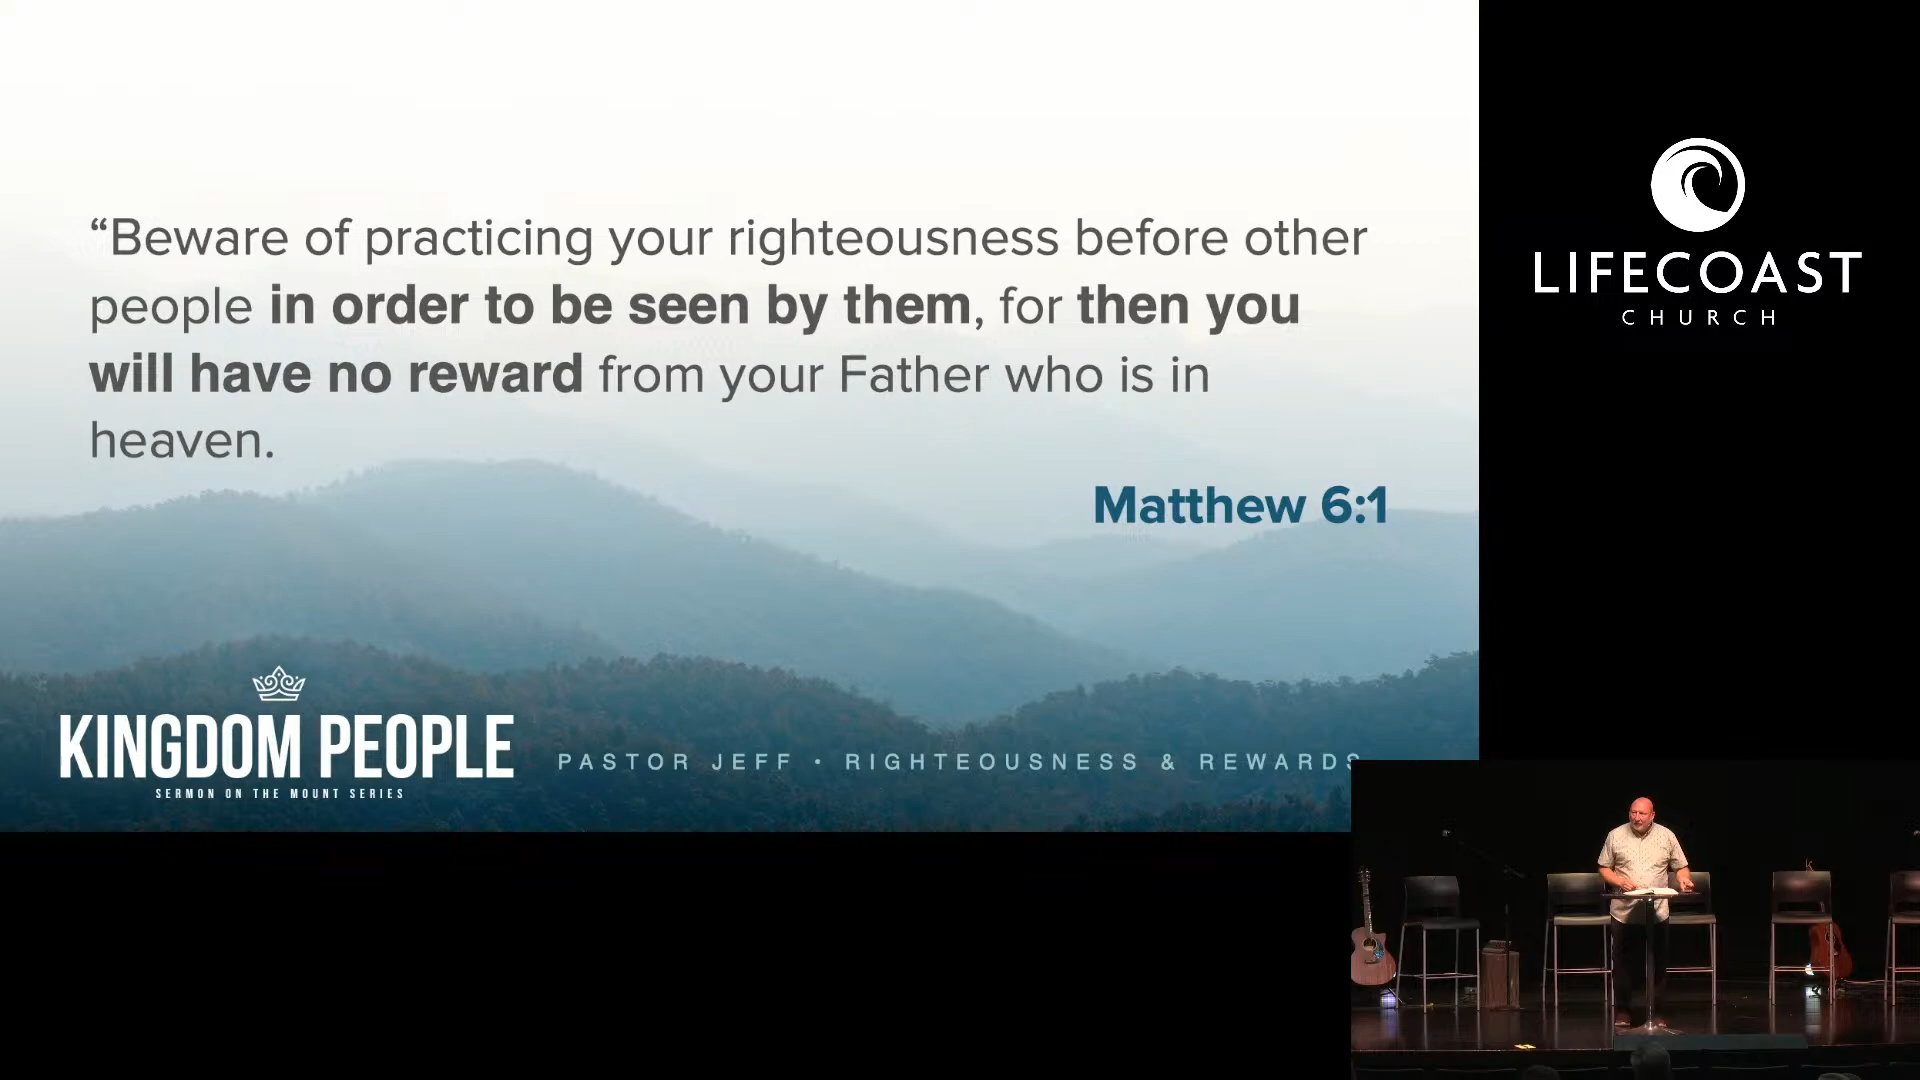 “Beware of practicing your righteousness before other
people in order to be seen by them, for then you
will have no reward from your Father who is in
heaven.
Matthew 6:1
KINGDOM PEOPLE
SERMON ON THE MOUNT SERIES
PASTOR JEFF • RIGHTEOUSNESS & REWARDS
LIFECOAST
CHURCH